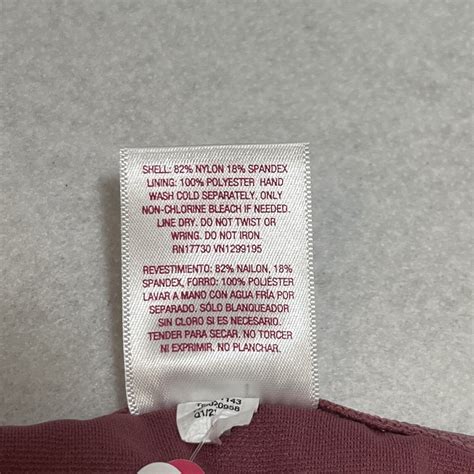 SHELL: 82% NYLON 18% SPANDEX
LINING: 100% POLYESTER HAND
WASH COLD SEPARATELY. ONLY
NON-CHLORINE BLEACH IF NEEDED.
LINE DRY. DO NOT TWIST OR
WRING. DO NOT IRON.
RN17730 VN1299195
REVESTIMIENTO: 82% NAILON, 18%
SPANDEX, FORRO: 100% POLIÉSTER
LAVAR A MANO CON AGUA FRÍA POR
SEPARADO. SÓLO BLANQUEADOR
SIN CLORO SI ES NECESARIO.
TENDER PARA SECAR. NO TORCER
NI EXPRIMIR. NO PLANCHAR.